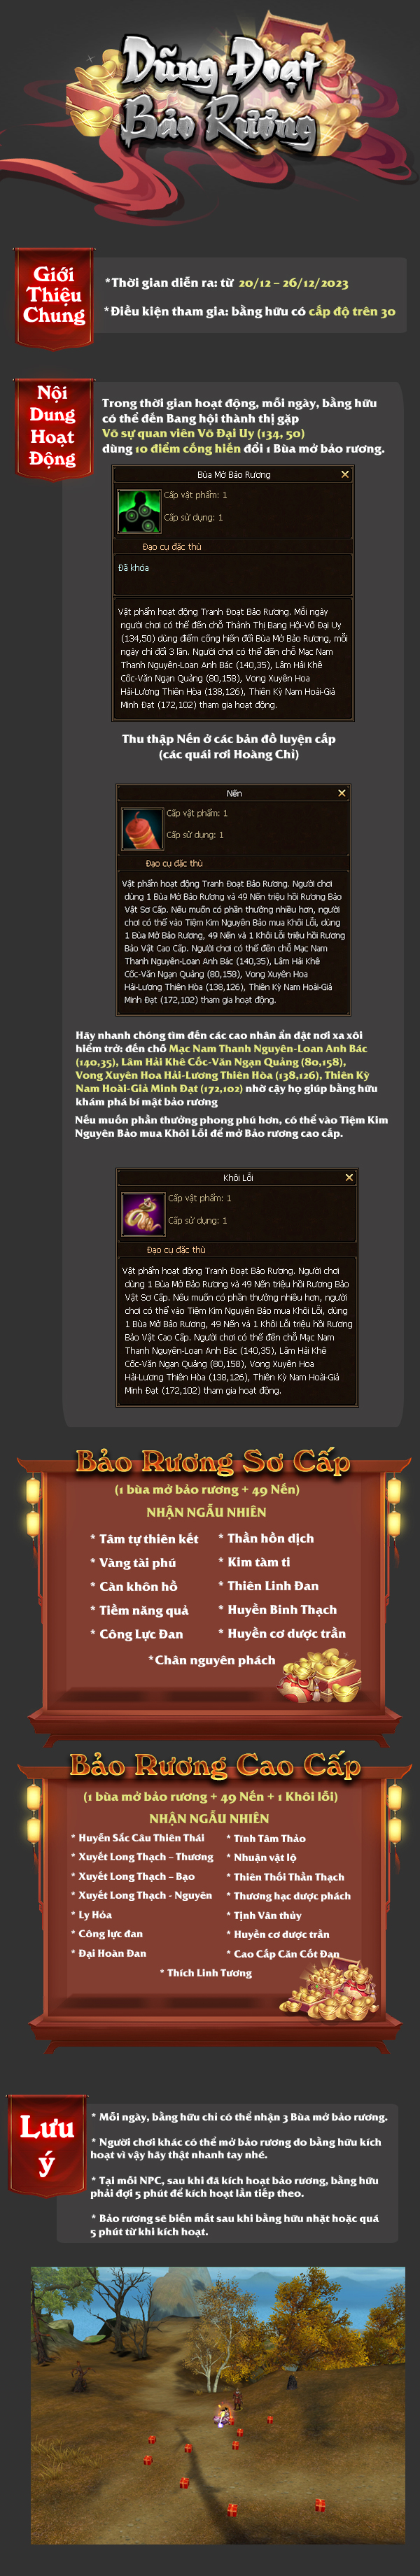 Dũng Đoạt
Bảo Rương
Giới
Thiệu
Chung
*Thời gian diễn ra: từ 20/12 – 26/12/2023
*Điều kiện tham gia: bằng hữu có cấp độ trên 30
Nội
Dung
Hoạt
Động
Trong thời gian hoạt động, mỗi ngày, bằng hữu
có thể đến Bang hội thành thị gặp
Võ sự quan viên Võ Đại Uy (134, 50)
dùng 10 điểm cống hiến đổi 1 Bùa mở bảo rương.
Bùa Mở Bảo Rương
Cấp vật phẩm: 1
Cấp sử dụng: 1
Đạo cụ đặc thù
Đã khóa
Vật phẩm hoạt động Tranh Đoạt Bảo Rương. Mỗi ngày
người chơi có thể đến chỗ Thành Thị Bang Hội-Võ Đại Uy
(134,50) dùng điểm cống hiến đổi Bùa Mở Bảo Rương, mỗi
ngày chỉ đổi 3 lần. Người chơi có thể đến chỗ Mạc Nam
Thanh Nguyên-Loan Anh Bác (140,35), Lâm Hải Khê
Cốc-Văn Ngạn Quảng (80,158), Vong Xuyên Hoa
Hải-Lương Thiên Hòa (138,126), Thiên Kỳ Nam Hoài-Giả
Minh Đạt (172,102) tham gia hoạt động.
Thu thập Nến ở các bản đồ luyện cấp
(các quái rơi Hoàng Chỉ)
Nến
Cấp vật phẩm: 1
Cấp sử dụng: 1
Đạo cụ đặc thù
Vật phẩm hoạt động Tranh Đoạt Bảo Rương. Người chơi
dùng 1 Bùa Mở Bảo Rương và 49 Nến triệu hồi Rương Bảo
Vật Sơ Cấp. Nếu muốn có phần thưởng nhiều hơn, người
chơi có thể vào Tiệm Kim Nguyên Bảo mua Khôi Lỗi, dùng
1 Bùa Mở Bảo Rương, 49 Nến và 1 Khôi Lỗi triệu hồi Rương
Bảo Vật Cao Cấp. Người chơi có thể đến chỗ Mạc Nam
Thanh Nguyên-Loan Anh Bác (140,35), Lâm Hải Khê
Cốc-Văn Ngạn Quảng (80,158), Vong Xuyên Hoa
Hải-Lương Thiên Hòa (138,126), Thiên Kỳ Nam Hoài-Giả
Minh Đạt (172,102) tham gia hoạt động.
Hãy nhanh chóng tìm đến các cao nhân ẩn dật nơi xa xôi
hiểm trở: đến chỗ Mạc Nam Thanh Nguyên-Loan Anh Bác
(140,35), Lâm Hải Khê Cốc-Văn Ngạn Quảng (80,158),
Vong Xuyên Hoa Hải-Lương Thiên Hòa (138,126), Thiên Kỳ
Nam Hoài-Giả Minh Đạt (172,102) nhờ cậy họ giúp bằng hữu
khám phá bí mật bảo rương
Nếu muốn phần thưởng phong phú hơn, có thể vào Tiệm Kim
Nguyên Bảo mua Khôi Lỗi để mở Bảo rương cao cấp.
Khôi Lỗi
Cấp vật phẩm: 1
Cấp sử dụng: 1
Đạo cụ đặc thù
Vật phẩm hoạt động Tranh Đoạt Bảo Rương. Người chơi
dùng 1 Bùa Mở Bảo Rương và 49 Nến triệu hồi Rương Bảo
Vật Sơ Cấp. Nếu muốn có phần thưởng nhiều hơn, người
chơi có thể vào Tiệm Kim Nguyên Bảo mua Khôi Lỗi, dùng
1 Bùa Mở Bảo Rương, 49 Nến và 1 Khôi Lỗi triệu hồi Rương
Bảo Vật Cao Cấp. Người chơi có thể đến chỗ Mạc Nam
Thanh Nguyên-Loan Anh Bác (140,35), Lâm Hải Khê
Cốc-Văn Ngạn Quảng (80,158), Vong Xuyên Hoa
Hải-Lương Thiên Hòa (138,126), Thiên Kỳ Nam Hoài-Giả
Minh Đạt (172,102) tham gia hoạt động.
Bảo Rương Sơ Cấp
(1 bùa mở bảo rương + 49 Nến)
NHẬN NGẪU NHIÊN
* Tâm tự thiên kết
* Thần hồn dịch
* Vàng tài phú
* Kim tàm ti
* Càn khôn hồ
* Thiên Linh Đan
* Tiềm năng quả
* Huyền Binh Thạch
* Công Lực Đan
* Huyền cơ dược trần
*Chân nguyên phách
Bảo Rương Cao Cấp
(1 bùa mở bảo rương + 49 Nến + 1 Khôi lỗi)
NHẬN NGẪU NHIÊN
* Huyễn Sắc Câu Thiên Thái
* Tĩnh Tâm Thảo
* Xuyết Long Thạch – Thương
* Nhuận vật lộ
* Xuyết Long Thạch – Bạo
* Thiên Thối Thần Thạch
* Xuyết Long Thạch - Nguyên
* Thương hạc dược phách
* Ly Hỏa
* Tịnh Vân thủy
* Công lực đan
* Huyền cơ dược trần
* Đại Hoàn Đan
* Cao Cấp Căn Cốt Đan
* Thích Linh Tương
Lưu
ý
* Mỗi ngày, bằng hữu chỉ có thể nhận 3 Bùa mở bảo rương.
* Người chơi khác có thể mở bảo rương do bằng hữu kích
hoạt vì vậy hãy thật nhanh tay nhé.
* Tại mỗi NPC, sau khi đã kích hoạt bảo rương, bằng hữu
phải đợi 5 phút để kích hoạt lần tiếp theo.
* Bảo rương sẽ biến mất sau khi bằng hữu nhặt hoặc quá
5 phút từ khi kích hoạt.